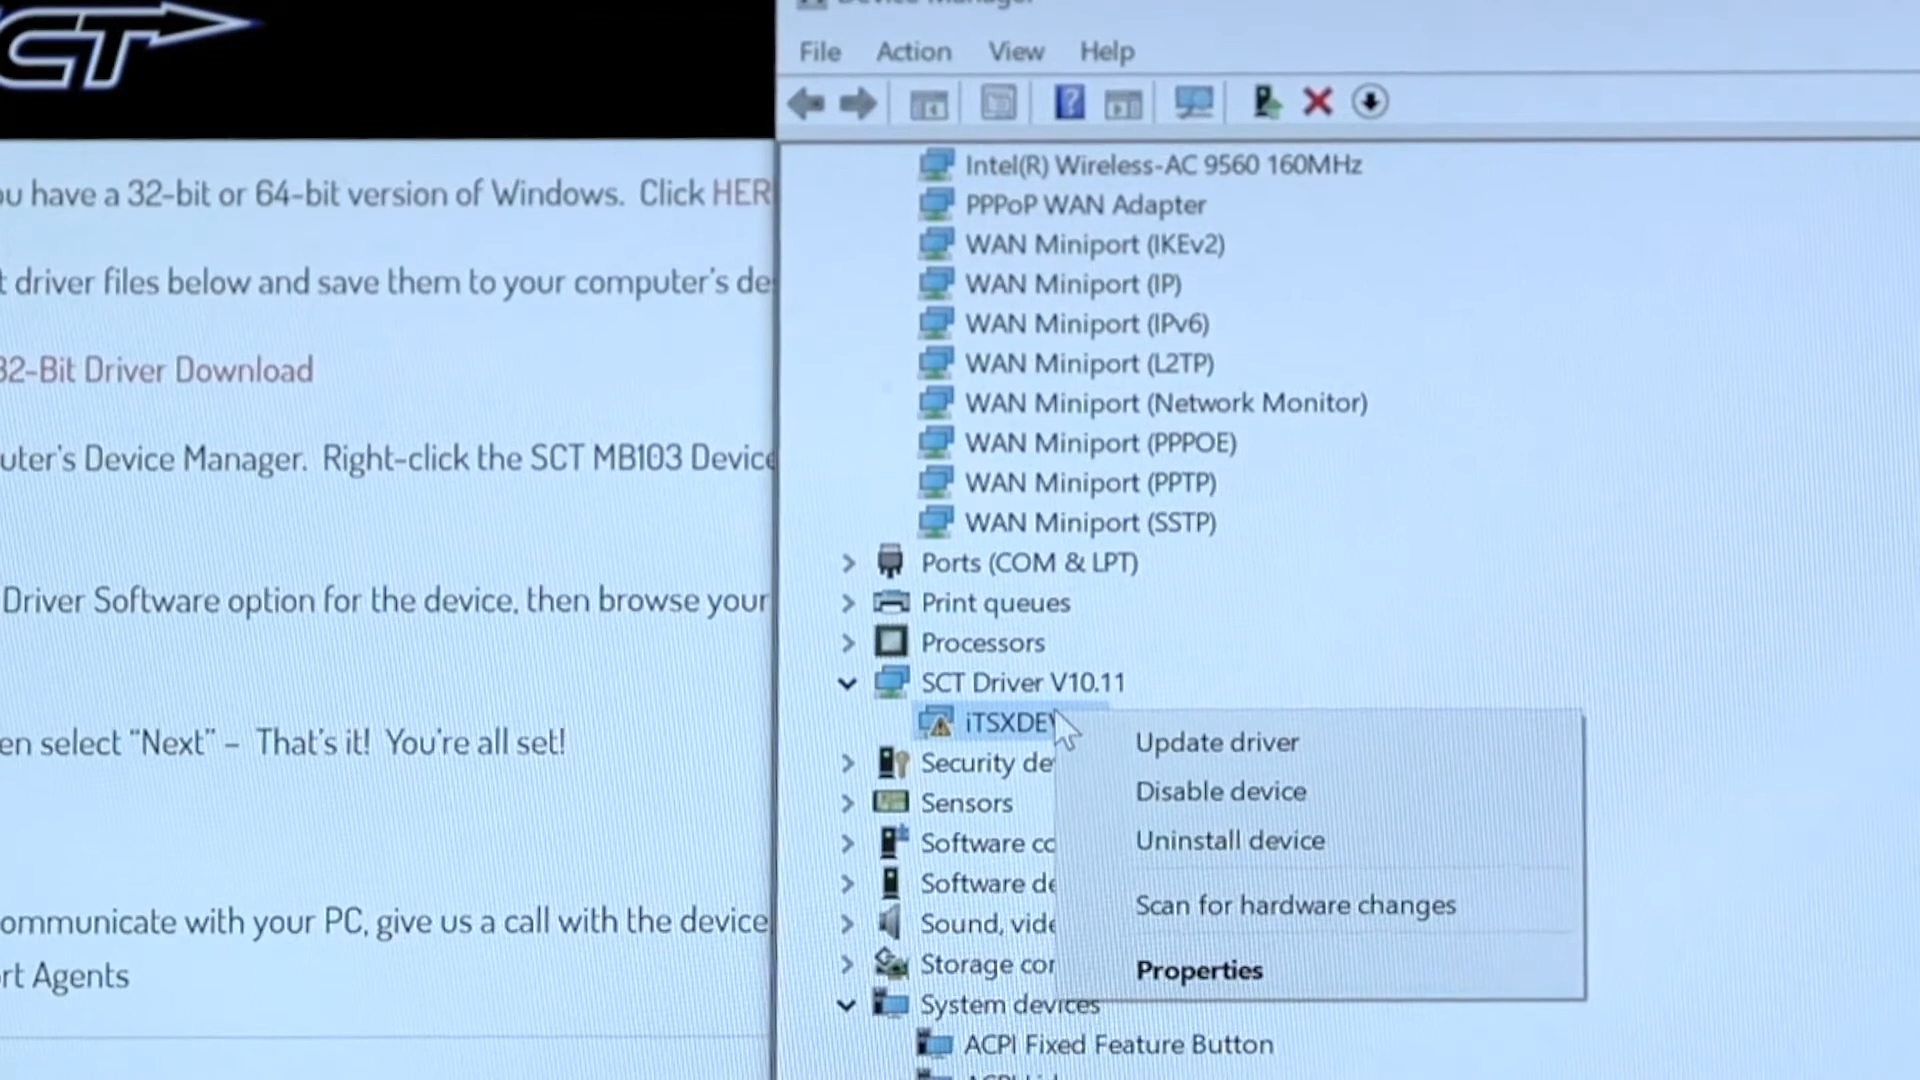 CT
ou have a 32-bit or 64-bit version of Windows. Click HER
t driver files below and save them to your computer's de
32-Bit Driver Download
uter's Device Manager. Right-click the SCT MB103 Device
Driver Software option for the device, then browse your
en select "Next" – That's it! You're all set!
ommunicate with your PC, give us a call with the device
rt Agents
Device Manager
File Action View Help
Intel(R) Wireless-AC 9560 160MHz
PPPoP WAN Adapter
WAN Miniport (IKEv2)
WAN Miniport (IP)
WAN Miniport (IPv6)
WAN Miniport (L2TP)
WAN Miniport (Network Monitor)
WAN Miniport (PPPOE)
WAN Miniport (PPTP)
WAN Miniport (SSTP)
Ports (COM & LPT)
Print queues
Processors
SCT Driver V10.11
iTSXDEV
Security de
Sensors
Software co
Software de
Sound, vide
Storage con
System devices
ACPI Fixed Feature Button
Update driver
Disable device
Uninstall device
Scan for hardware changes
Properties